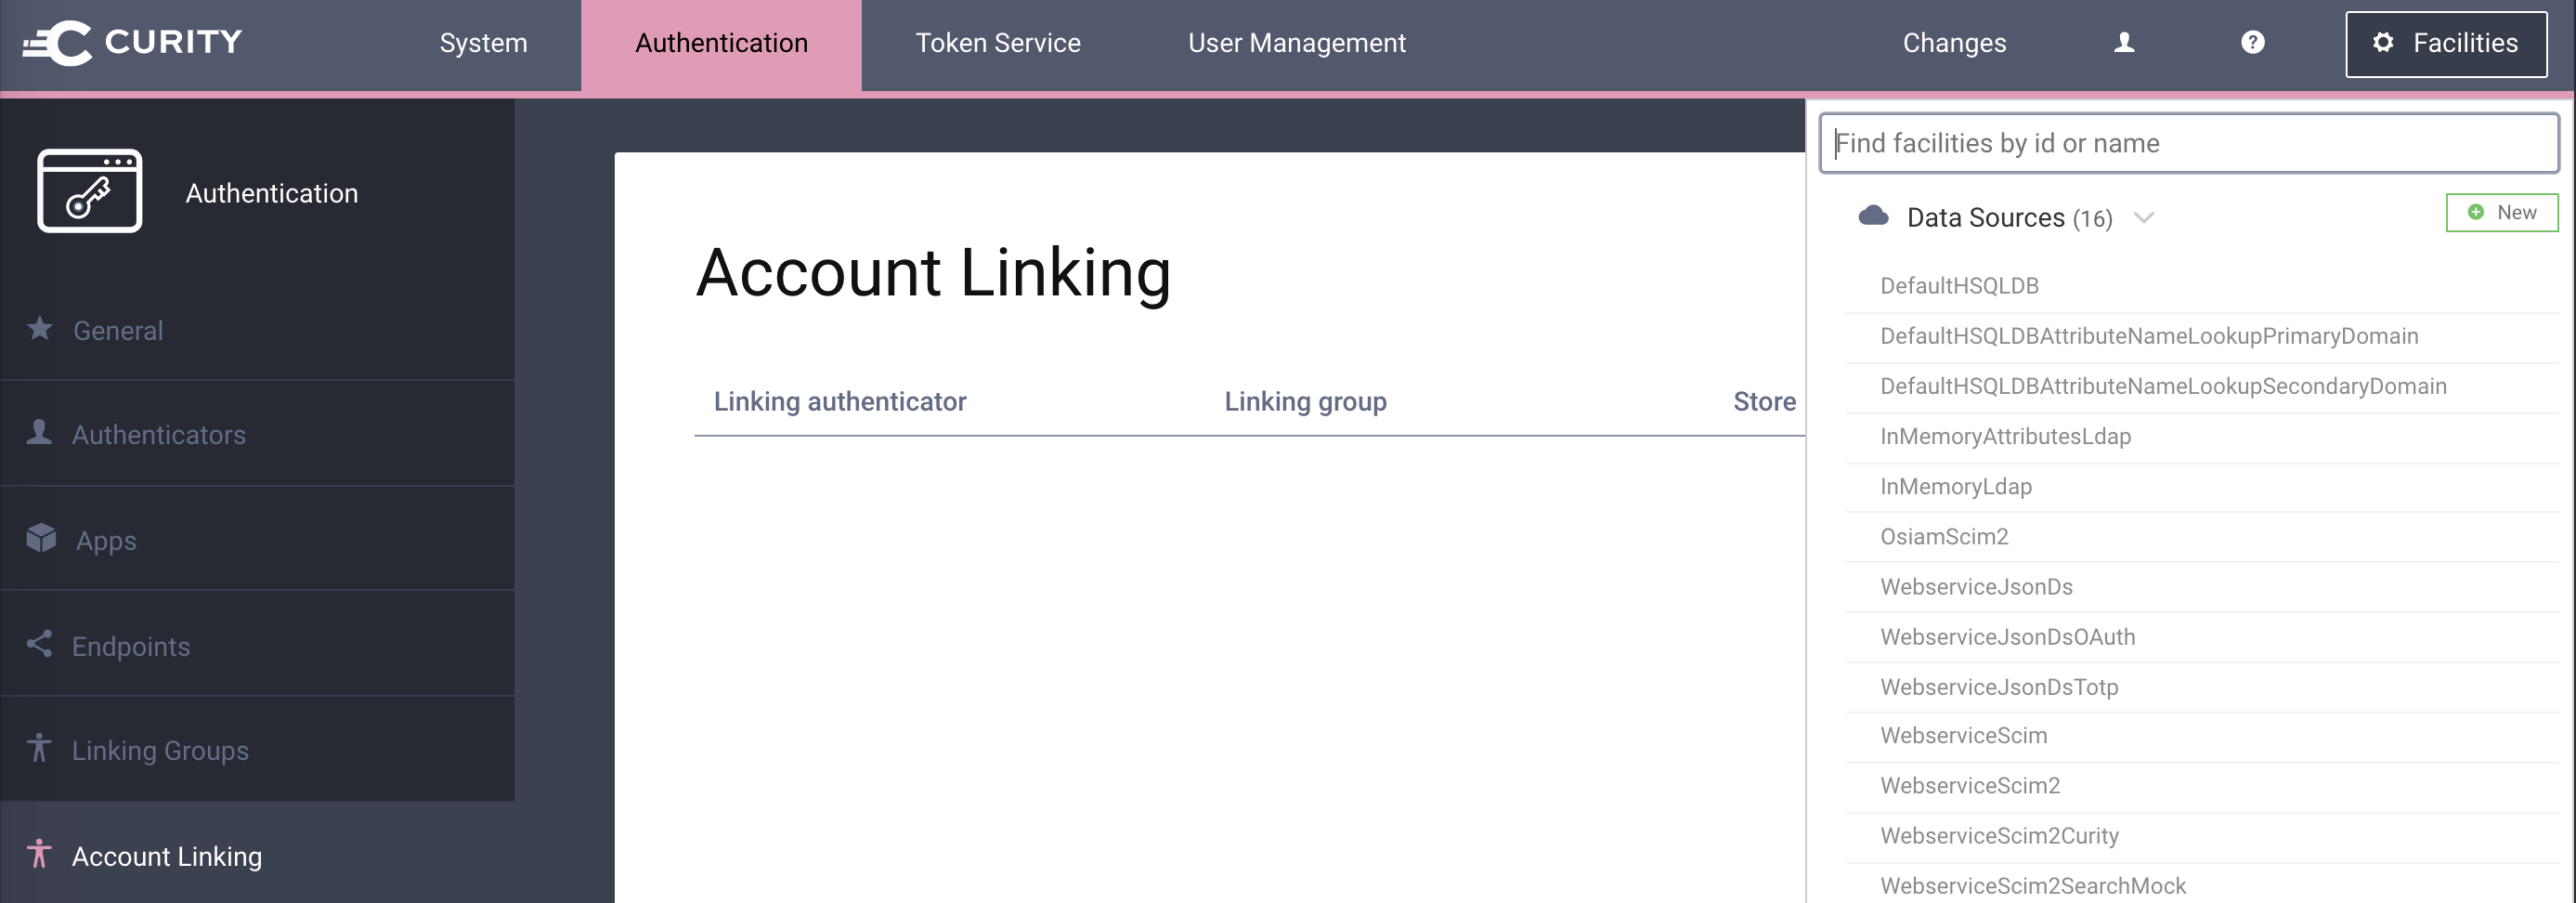 CURITY
System
Authentication
Token Service
User Management
Changes
?
Facilities
Authentication
General
Authenticators
Apps
Endpoints
Linking Groups
Account Linking
Account Linking
Linking authenticator
Linking group
Store
Find facilities by id or name
Data Sources (16)
New
DefaultHSQLDB
DefaultHSQLDBAttributeNameLookupPrimaryDomain
DefaultHSQLDBAttributeNameLookupSecondaryDomain
InMemoryAttributesLdap
InMemoryLdap
OsiamScim2
WebserviceJsonDs
WebserviceJsonDsOAuth
WebserviceJsonDsTotp
WebserviceScim
WebserviceScim2
WebserviceScim2Curity
WebserviceScim2SearchMock